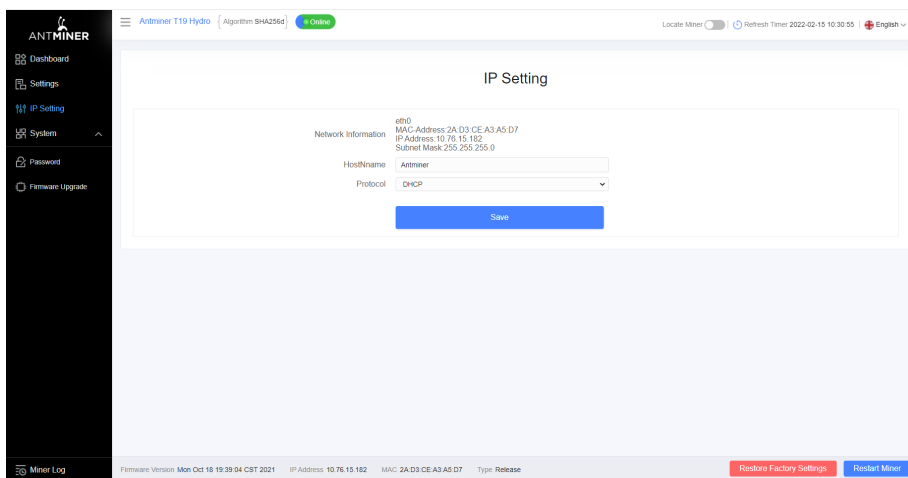 ANTMINER
Antminer T19 Hydro { Algorithm SHA256d } Online
Locate Miner Refresh Timer 2022-02-15 10:30:55 English
Dashboard
Settings
IP Setting
System
Password
Firmware Upgrade
Miner Log
IP Setting
Network Information
eth0
MAC-Address:2A:D3:CE:A3:A5:D7
IP Address:10.76.15.182
Subnet Mask:255.255.255.0
HostNname Antminer
Protocol DHCP
Save
Firmware Version Mon Oct 18 19:39:04 CST 2021 IP Address 10.76.15.182 MAC 2A:D3:CE:A3:A5:D7 Type Release
Restore Factory Settings Restart Miner